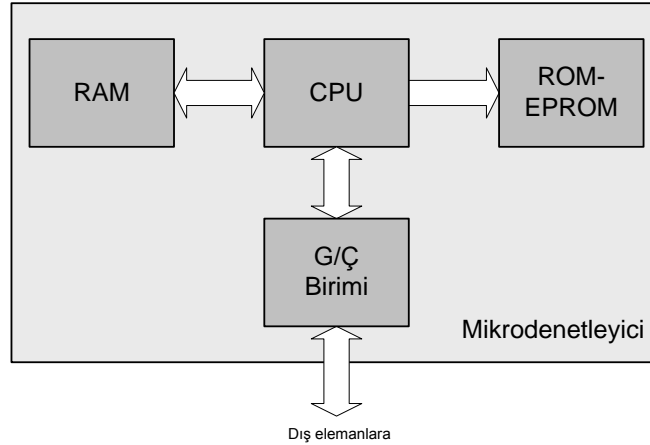 RAM
CPU
ROM-
EPROM
G/Ç
Birimi
Mikrodenetleyici
Dış elemanlara